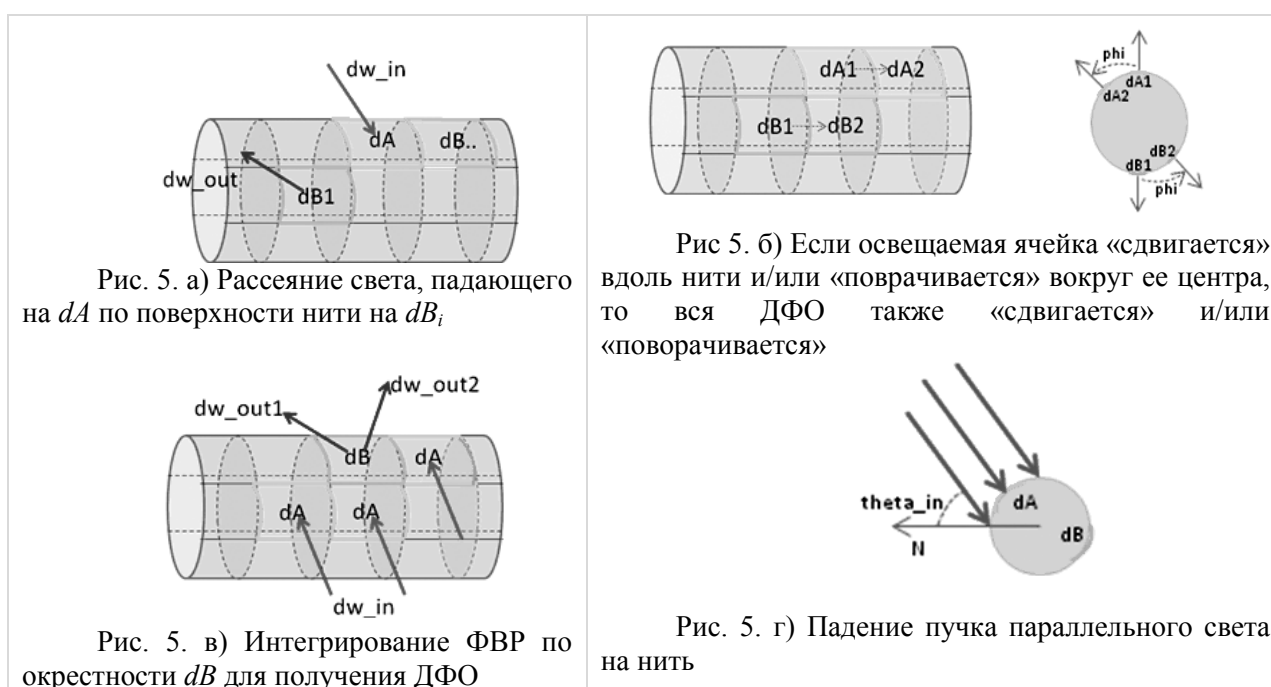 dw_in
dA
dB..
dw_out
dB1
Рис. 5. а) Рассеяние света, падающего
на dA по поверхности нити на dBi
dA1
dA2
dB1
dB2
phi
dA1
dA2
dB2
dB1
phi
Рис 5. б) Если освещаемая ячейка «сдвигается»
вдоль нити и/или «поврачивается» вокруг ее центра,
то вся ДФО также «сдвигается» и/или
«поворачивается»
dw_out2
dw_out1
dB
dA
dA
dA
dw_in
Рис. 5. в) Интегрирование ФВР по
окрестности dB для получения ДФО
theta_in
dA
dB
N
Рис. 5. г) Падение пучка параллельного света
на нить